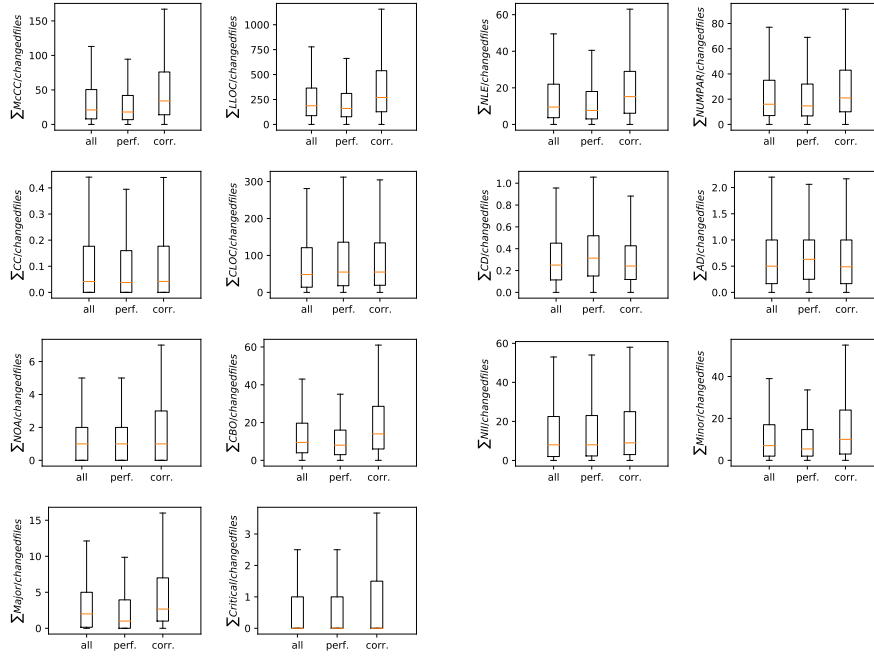 ∑McCC/changedfiles
150
100
50
0
all perf. corr.
∑LLOC/changedfiles
1000
750
500
250
0
all perf. corr.
∑NLE/changedfiles
60
40
20
0
all perf. corr.
∑NUMPAR/changedfiles
80
60
40
20
0
all perf. corr.
∑CC/changedfiles
0.4
0.3
0.2
0.1
0.0
all perf. corr.
∑CLOC/changedfiles
300
200
100
0
all perf. corr.
∑CD/changedfiles
1.0
0.8
0.6
0.4
0.2
0.0
all perf. corr.
∑AD/changedfiles
2.0
1.5
1.0
0.5
0.0
all perf. corr.
∑NOA/changedfiles
6
4
2
0
all perf. corr.
∑CBO/changedfiles
60
40
20
0
all perf. corr.
∑NII/changedfiles
60
40
20
0
all perf. corr.
∑Minor/changedfiles
40
20
0
all perf. corr.
∑Major/changedfiles
15
10
5
0
all perf. corr.
∑Critical/changedfiles
3
2
1
0
all perf. corr.